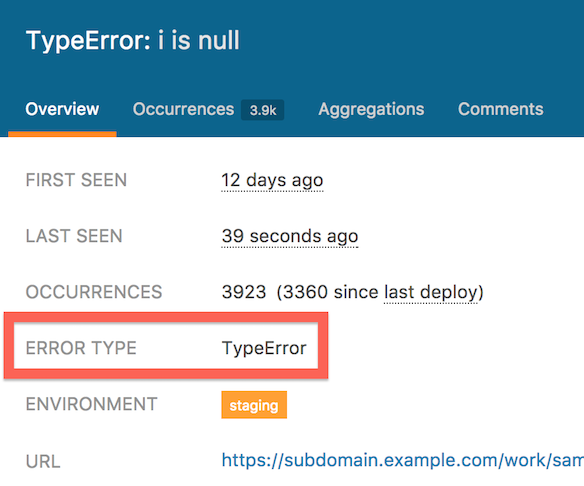 TypeError: i is null
Overview Occurrences 3.9k Aggregations Comments
FIRST SEEN 12 days ago
LAST SEEN 39 seconds ago
OCCURRENCES 3923 (3360 since last deploy)
ERROR TYPE TypeError
ENVIRONMENT staging
URL https://subdomain.example.com/work/sam